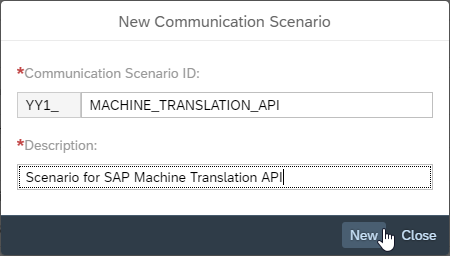 New Communication Scenario
*Communication Scenario ID:
YY1_ MACHINE_TRANSLATION_API
*Description:
Scenario for SAP Machine Translation API
New Close